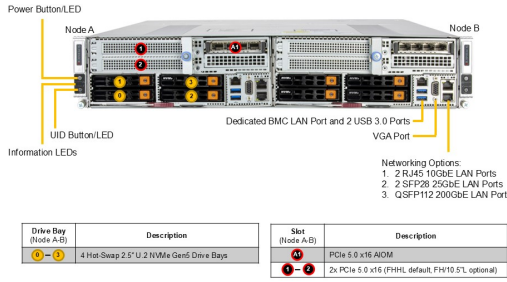 Power Button/LED
Node A
Node B
A1
1
2
1
3
0
2
Dedicated BMC LAN Port and 2 USB 3.0 Ports
UID Button/LED
VGA Port
Information LEDs
Networking Options:
1. 2 RJ45 10GbE LAN Ports
2. 2 SFP28 25GbE LAN Ports
3. QSFP112 200GbE LAN Port
Drive Bay
(Node A-B)
Description
0 – 3
4 Hot-Swap 2.5" U.2 NVMe Gen5 Drive Bays
Slot
(Node A-B)
Description
A1
PCIe 5.0 x16 AIOM
1 – 2
2x PCIe 5.0 x16 (FHHL default, FH/10.5"L optional)